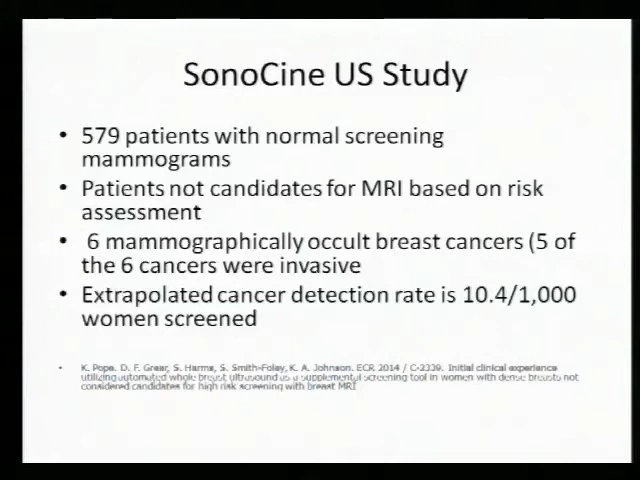 SonoCine US Study
• 579 patients with normal screening
mammograms
• Patients not candidates for MRI based on risk
assessment
• 6 mammographically occult breast cancers (5 of
the 6 cancers were invasive
• Extrapolated cancer detection rate is 10.4/1,000
women screened
• K. Pope, D. F. Greer, S. Harms, S. Smith-Foley, K. A. Johnson. ECR 2014 / C-2339. Initial clinical experience
utilizing automated whole breast ultrasound as a supplemental screening tool in women with dense breasts not
considered candidates for high risk screening with breast MRI